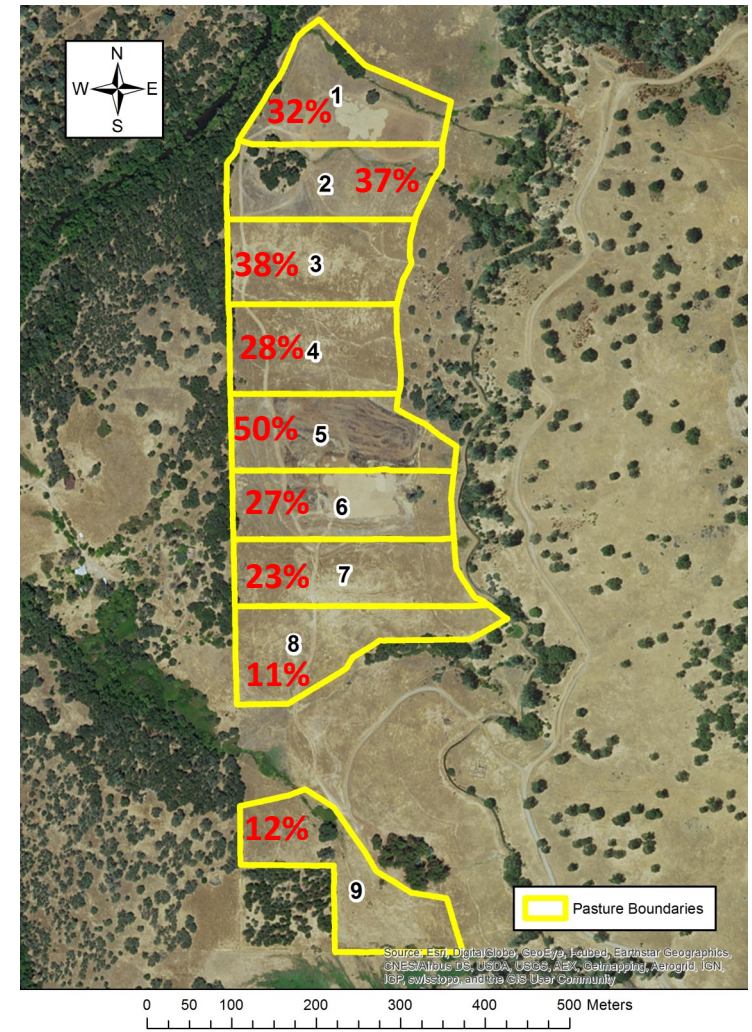 N
W E
S
1
32%
2 37%
38% 3
28% 4
50% 5
27% 6
23% 7
8
11%
12%
9
Pasture Boundaries
Source: Esri, DigitalGlobe, GeoEye, i-cubed, Earthstar Geographics,
CNES/Airbus DS, USDA, USGS, AEX, Getmapping, Aerogrid, IGN,
IGP, swisstopo, and the GIS User Community
0 50 100 200 300 400 500 Meters